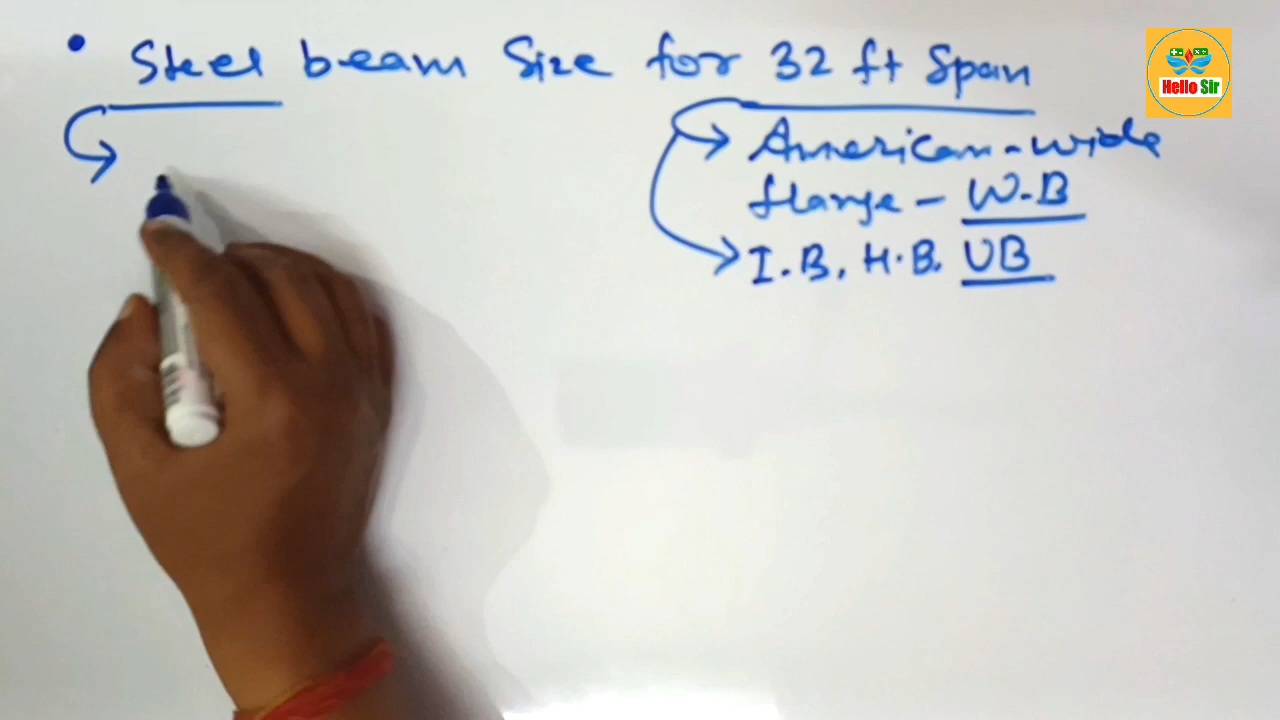 • Steel beam Size for 32 ft Span
American-wide
flange - W-B
I.B, H.B. UB
Hello Sir